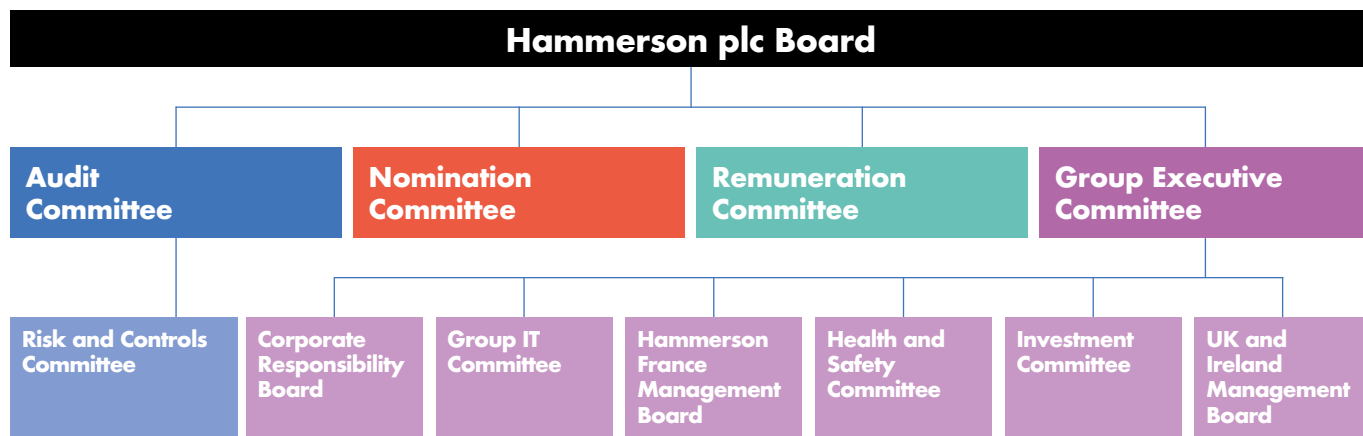 Hammerson plc Board
Audit
Committee
Nomination
Committee
Remuneration
Committee
Group Executive
Committee
Risk and Controls
Committee
Corporate
Responsibility
Board
Group IT
Committee
Hammerson
France
Management
Board
Health and
Safety
Committee
Investment
Committee
UK and
Ireland
Management
Board